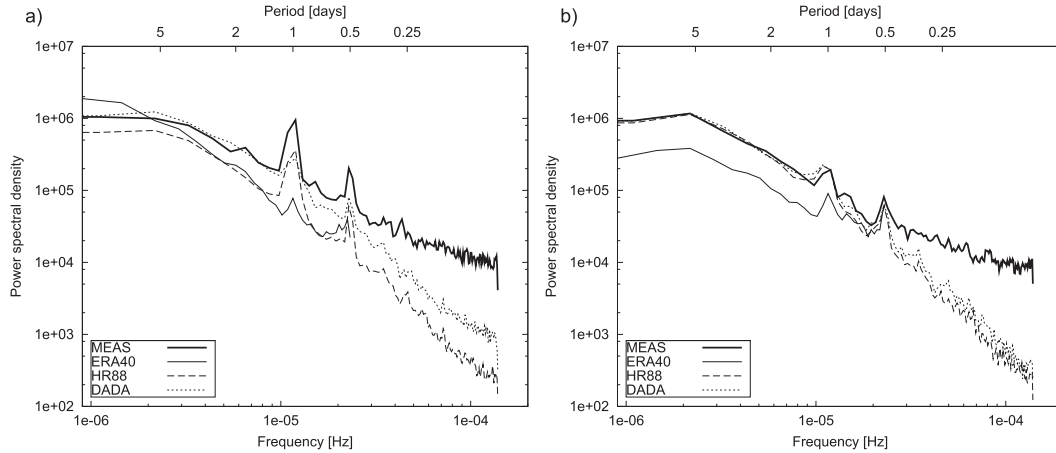 a)
Period [days]
5 2 1 0.5 0.25
1e+07
1e+06
1e+05
1e+04
1e+03
1e+02
Power spectral density
MEAS
ERA40
HR88
DADA
1e-06 1e-05 1e-04
Frequency [Hz]
b)
Period [days]
5 2 1 0.5 0.25
1e+07
1e+06
1e+05
1e+04
1e+03
1e+02
Power spectral density
MEAS
ERA40
HR88
DADA
1e-06 1e-05 1e-04
Frequency [Hz]